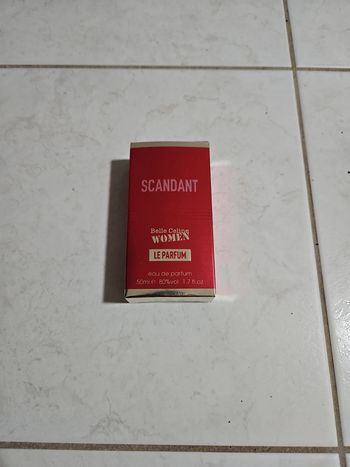 SCANDANT
Belle Celine
WOMEN
LE PARFUM
eau de parfum
50ml℮ 80%vol 1.7 fl.oz